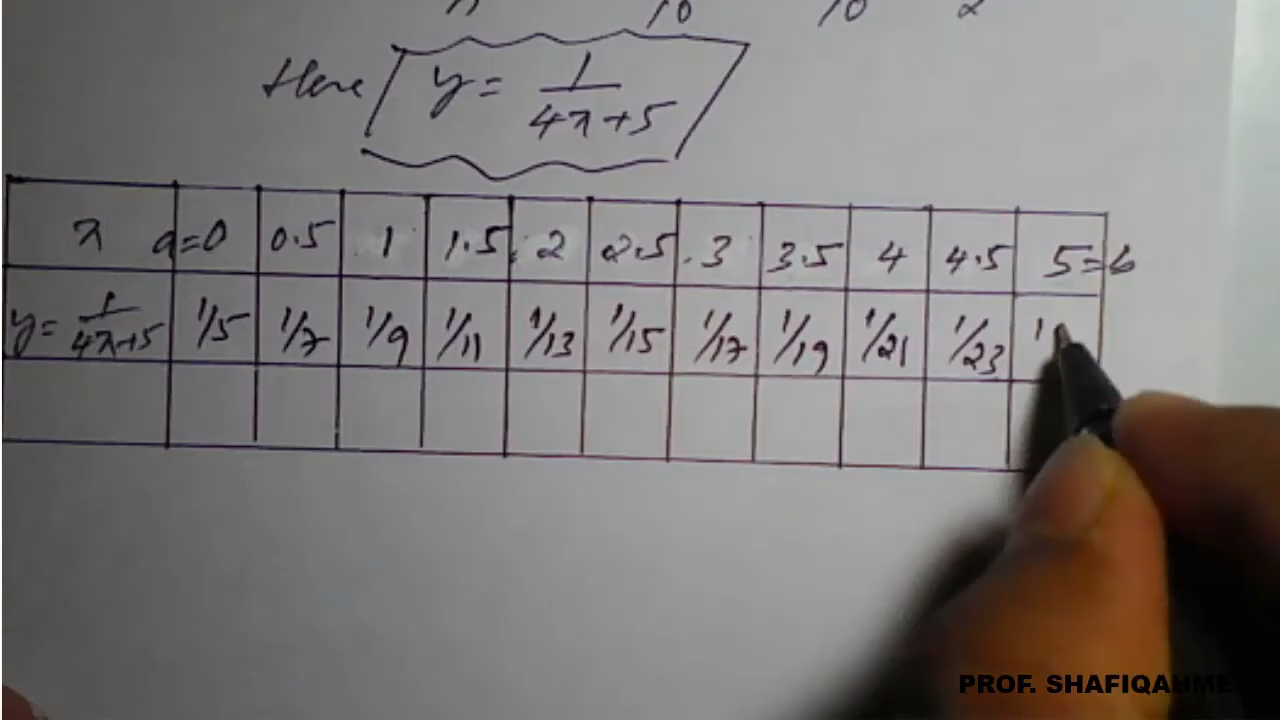 Here y = 1/(4x+5)
x a=0 0.5 1 1.5 2 2.5 3 3.5 4 4.5 5=b
y = 1/(4x+5) 1/5 1/7 1/9 1/11 1/13 1/15 1/17 1/19 1/21 1/23
PROF. SHAFIQAHME